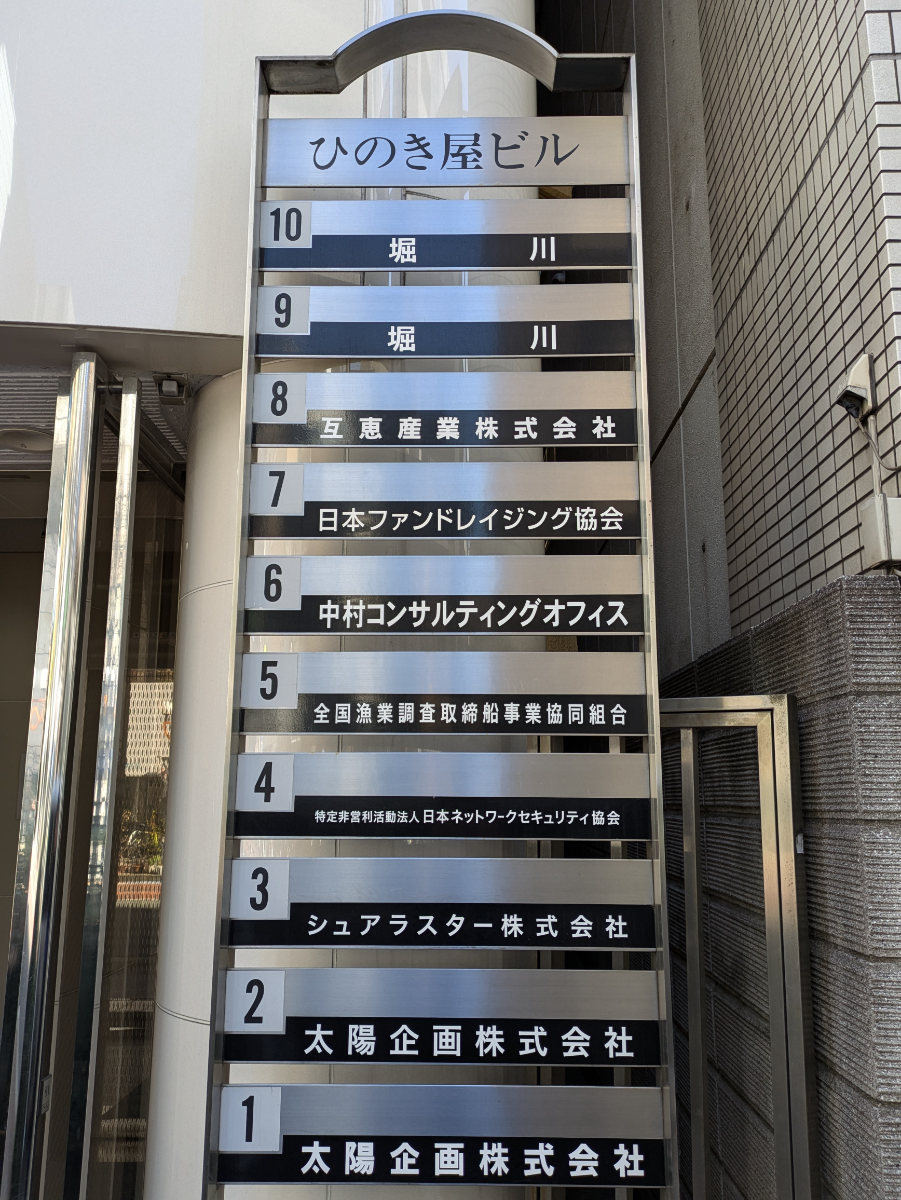 ひのき屋ビル
10
堀 川
9
堀 川
8
互恵産業株式会社
7
日本ファンドレイジング協会
6
中村コンサルティングオフィス
5
全国漁業調査取締船事業協同組合
4
特定非営利活動法人 日本ネットワークセキュリティ協会
3
シュアラスター株式会社
2
太陽企画株式会社
1
太陽企画株式会社